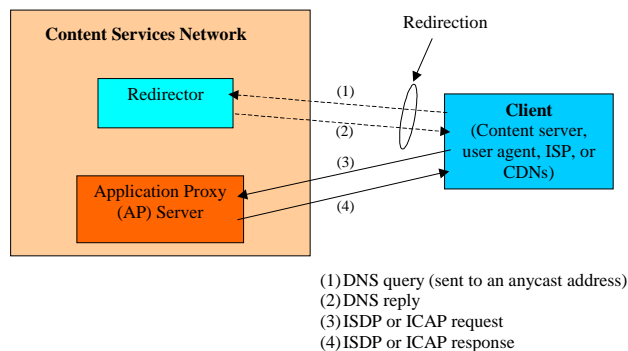 Redirection
Content Services Network
Redirector
(1)
(2)
Client
(Content server,
user agent, ISP, or
CDNs)
(3)
Application Proxy
(AP) Server
(4)
(1) DNS query (sent to an anycast address)
(2) DNS reply
(3) ISDP or ICAP request
(4) ISDP or ICAP response